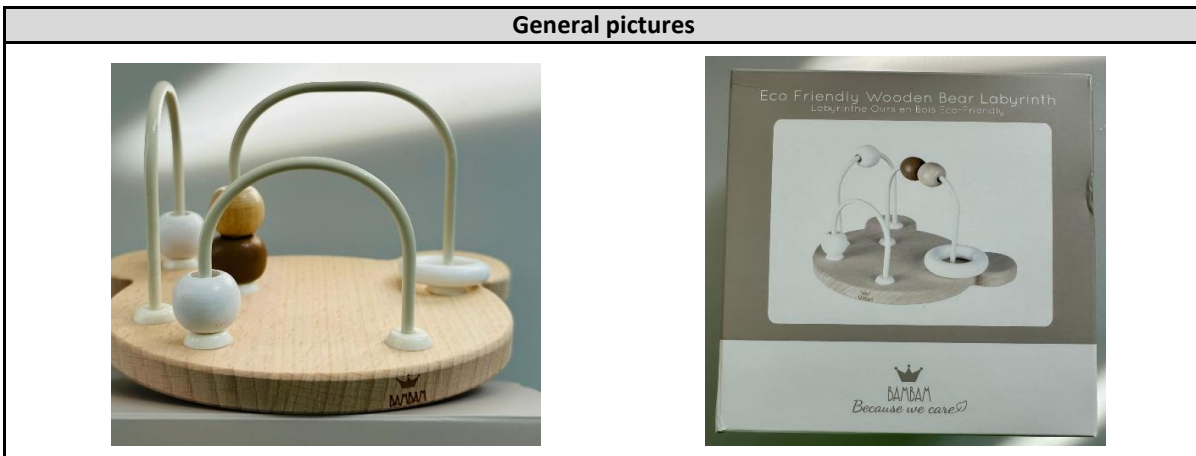 General pictures
BAMBAM
Eco Friendly Wooden Bear Labyrinth
Labyrinthe Ours en Bois Eco-Friendly
BAMBAM
Because we care